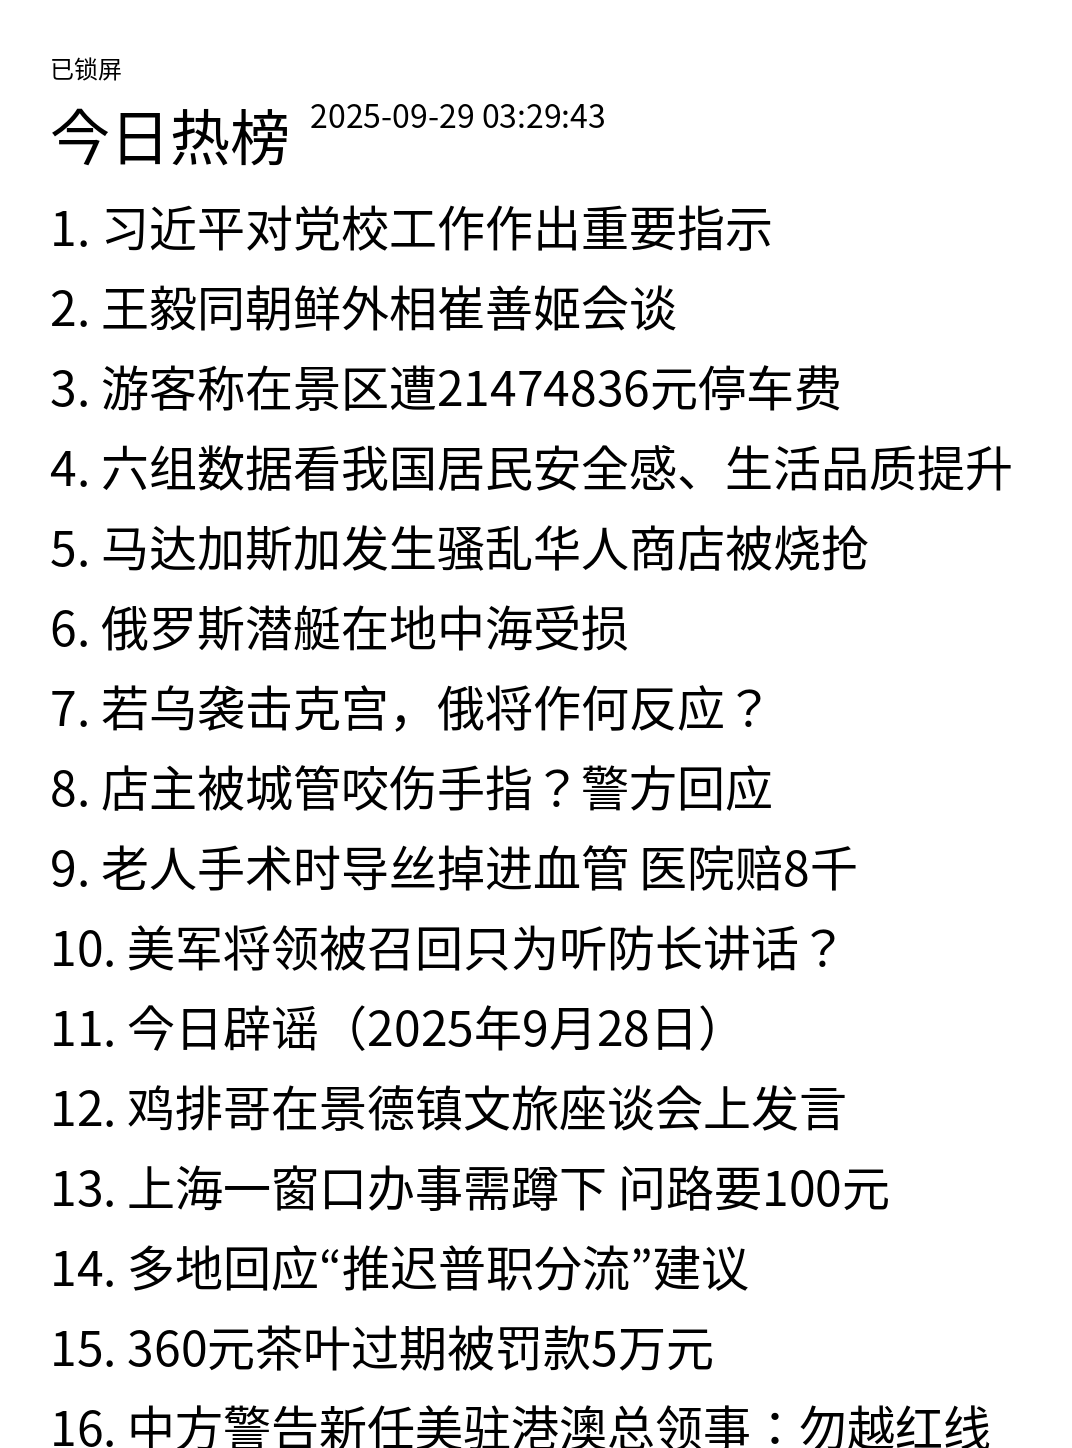 已锁屏
今日热榜 2025-09-29 03:29:43
1. 习近平对党校工作作出重要指示
2. 王毅同朝鲜外相崔善姬会谈
3. 游客称在景区遭21474836元停车费
4. 六组数据看我国居民安全感、生活品质提升
5. 马达加斯加发生骚乱华人商店被烧抢
6. 俄罗斯潜艇在地中海受损
7. 若乌袭击克宫，俄将作何反应？
8. 店主被城管咬伤手指？警方回应
9. 老人手术时导丝掉进血管 医院赔8千
10. 美军将领被召回只为听防长讲话？
11. 今日辟谣（2025年9月28日）
12. 鸡排哥在景德镇文旅座谈会上发言
13. 上海一窗口办事需蹲下 问路要100元
14. 多地回应“推迟普职分流”建议
15. 360元茶叶过期被罚款5万元
16. 中方警告新任美驻港澳总领事：勿越红线